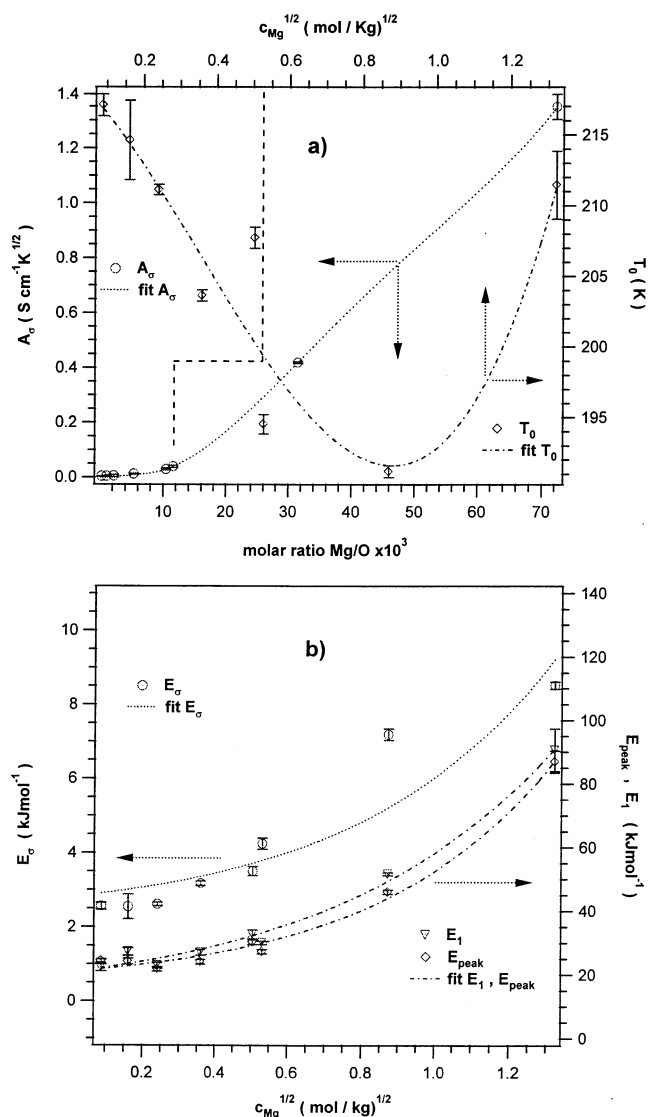 c_Mg^1/2 ( mol / Kg)^1/2
0.2 0.4 0.6 0.8 1.0 1.2
1.4
1.2
1.0
0.8
0.6
0.4
0.2
0.0
A_σ ( S cm^-1 K^1/2 )
a)
A_σ
fit A_σ
T_0
fit T_0
215
210
205
200
195
T_0 ( K )
0 10 20 30 40 50 60 70
molar ratio Mg/O x10^3
b)
10
8
6
4
2
0
E_σ ( kJmol^-1 )
E_σ
fit E_σ
E_1
E_peak
fit E_1 , E_peak
140
120
100
80
60
40
20
0
E_peak , E_1 ( kJmol^-1 )
0.2 0.4 0.6 0.8 1.0 1.2
c_Mg^1/2 ( mol / kg)^1/2